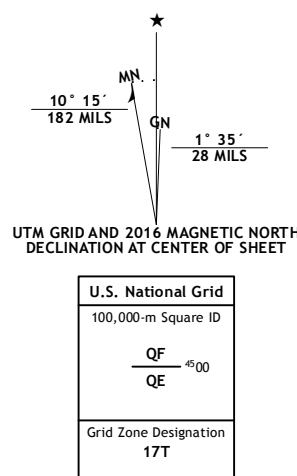 MN
10° 15´
182 MILS
GN
1° 35´
28 MILS
UTM GRID AND 2016 MAGNETIC NORTH
DECLINATION AT CENTER OF SHEET
U.S. National Grid
100,000-m Square ID
QF
4500
QE
Grid Zone Designation
17T